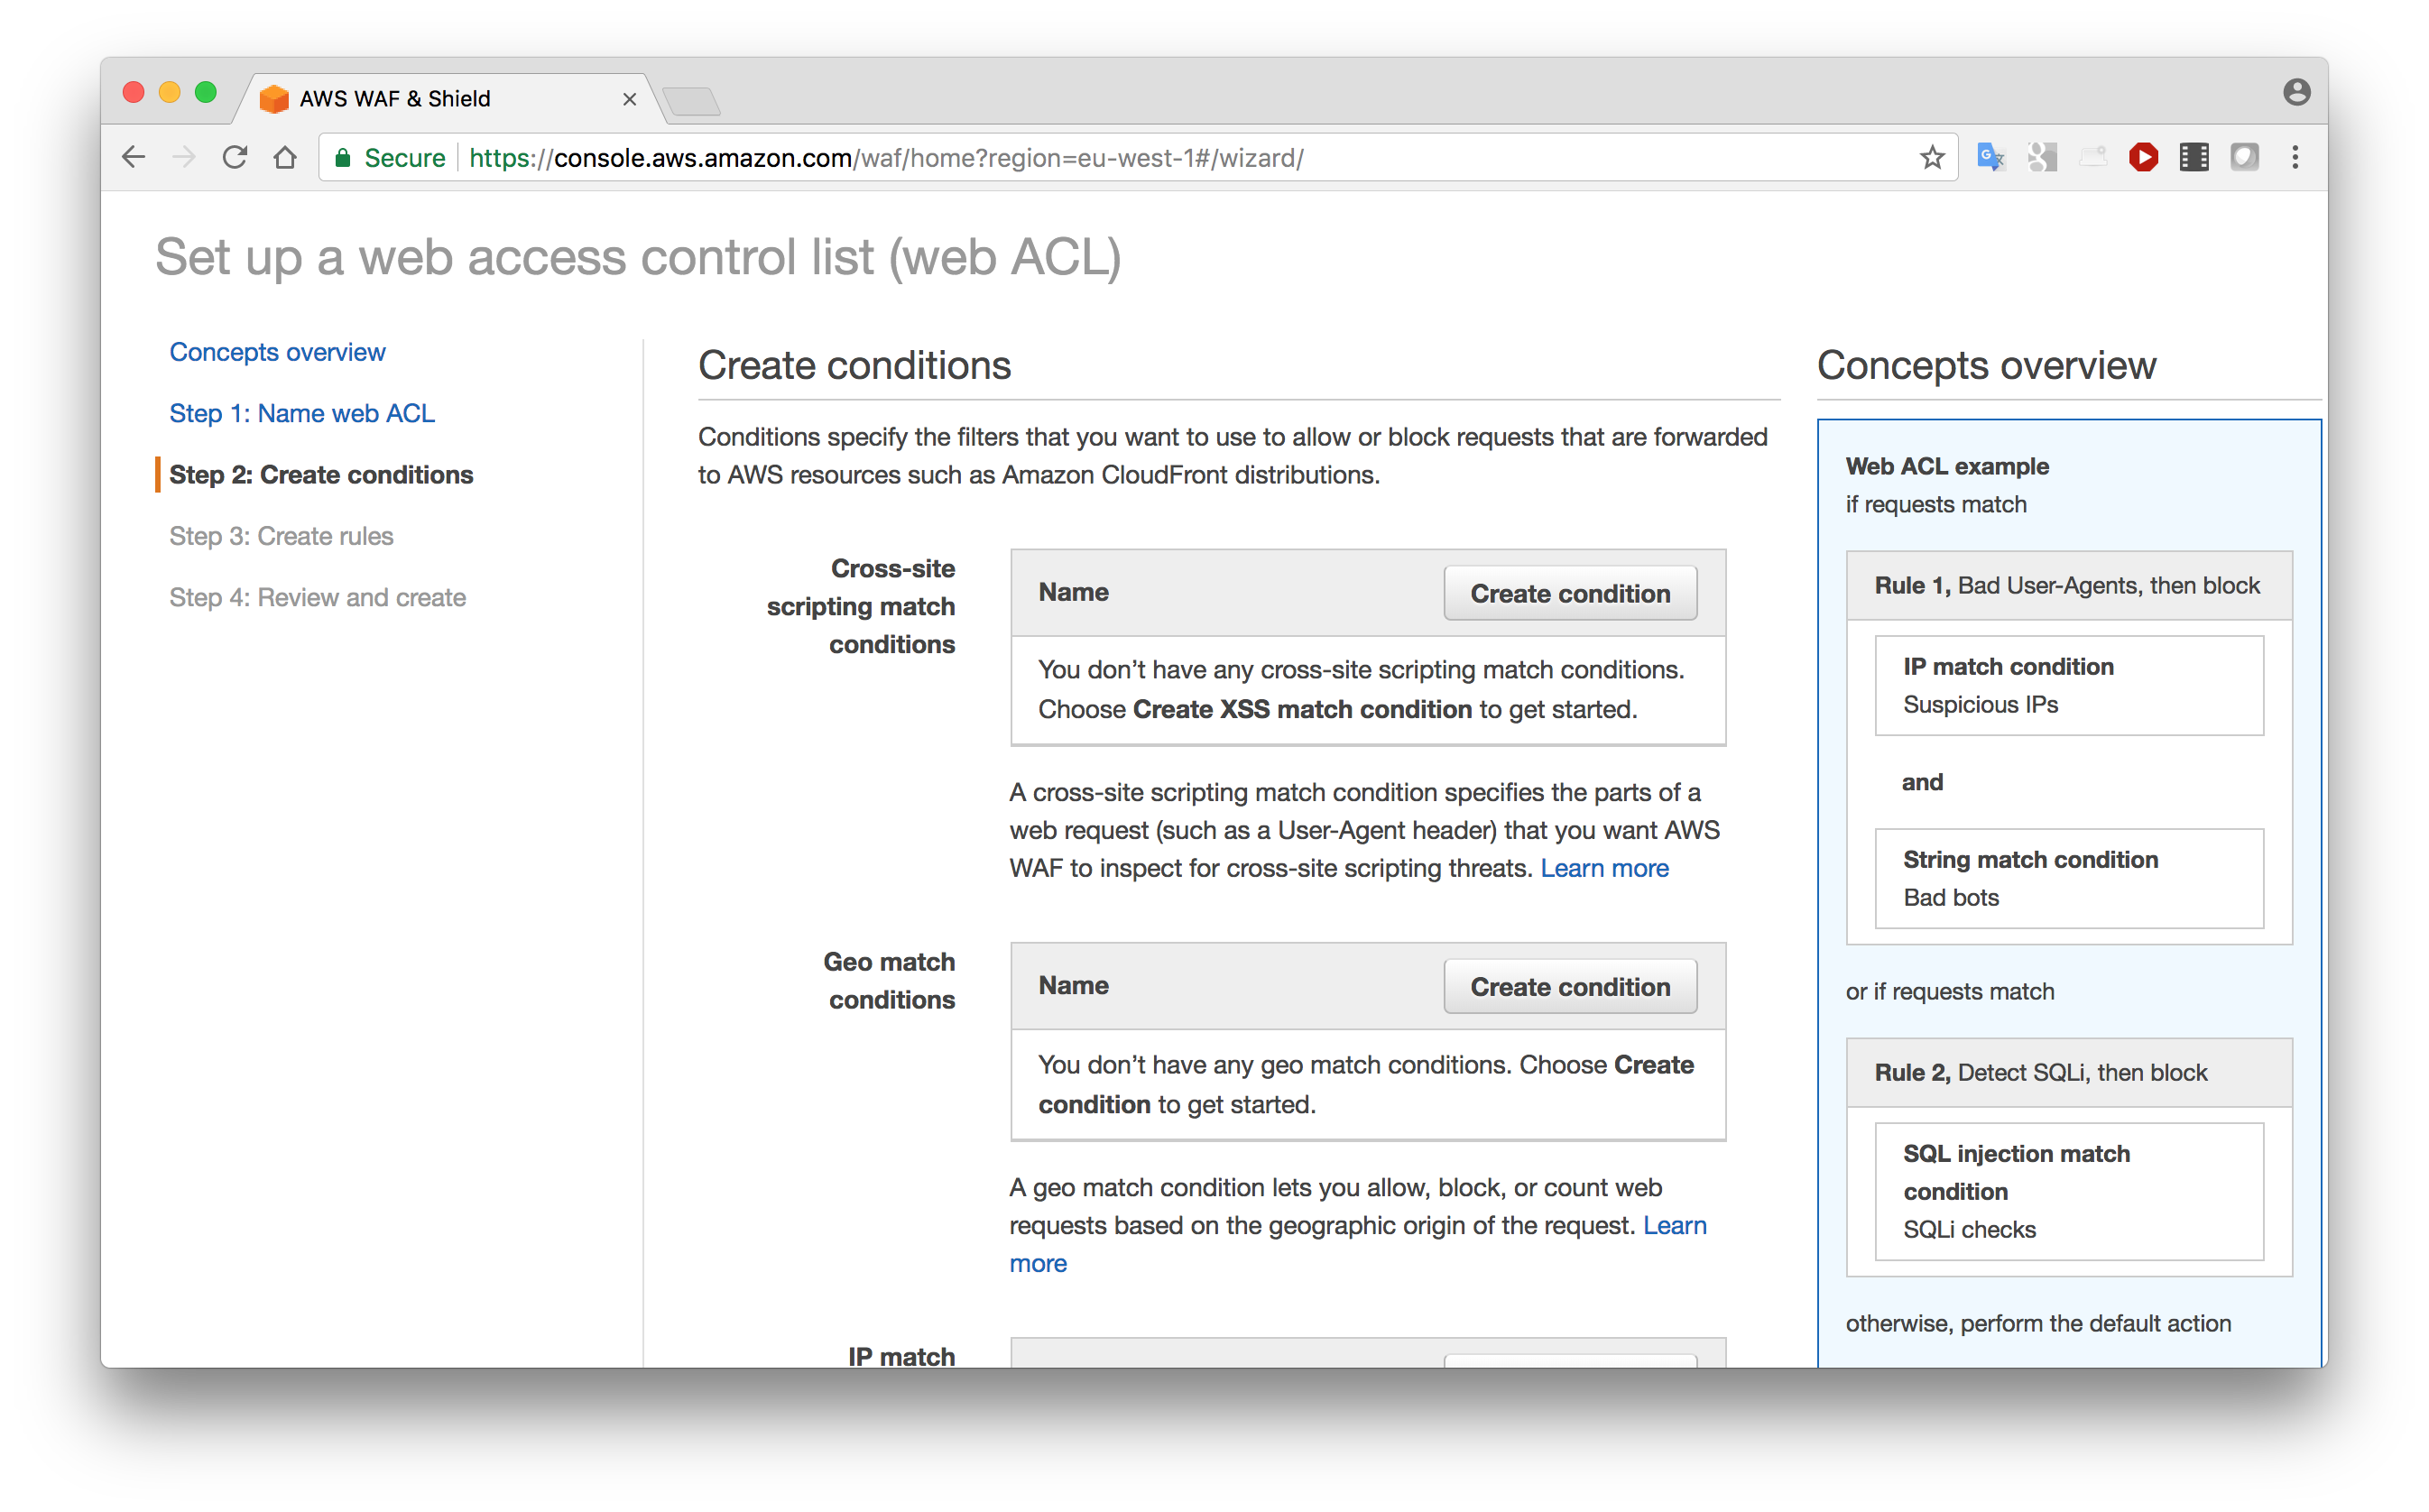 AWS WAF & Shield
Secure
https://console.aws.amazon.com/waf/home?region=eu-west-1#/wizard/
Set up a web access control list (web ACL)
Concepts overview
Step 1: Name web ACL
Step 2: Create conditions
Step 3: Create rules
Step 4: Review and create
Create conditions
Conditions specify the filters that you want to use to allow or block requests that are forwarded
to AWS resources such as Amazon CloudFront distributions.
Cross-site
scripting match
conditions
Name
Create condition
You don’t have any cross-site scripting match conditions.
Choose Create XSS match condition to get started.
A cross-site scripting match condition specifies the parts of a
web request (such as a User-Agent header) that you want AWS
WAF to inspect for cross-site scripting threats. Learn more
Geo match
conditions
Name
Create condition
You don’t have any geo match conditions. Choose Create
condition to get started.
A geo match condition lets you allow, block, or count web
requests based on the geographic origin of the request. Learn
more
IP match
Concepts overview
Web ACL example
if requests match
Rule 1, Bad User-Agents, then block
IP match condition
Suspicious IPs
and
String match condition
Bad bots
or if requests match
Rule 2, Detect SQLi, then block
SQL injection match
condition
SQLi checks
otherwise, perform the default action